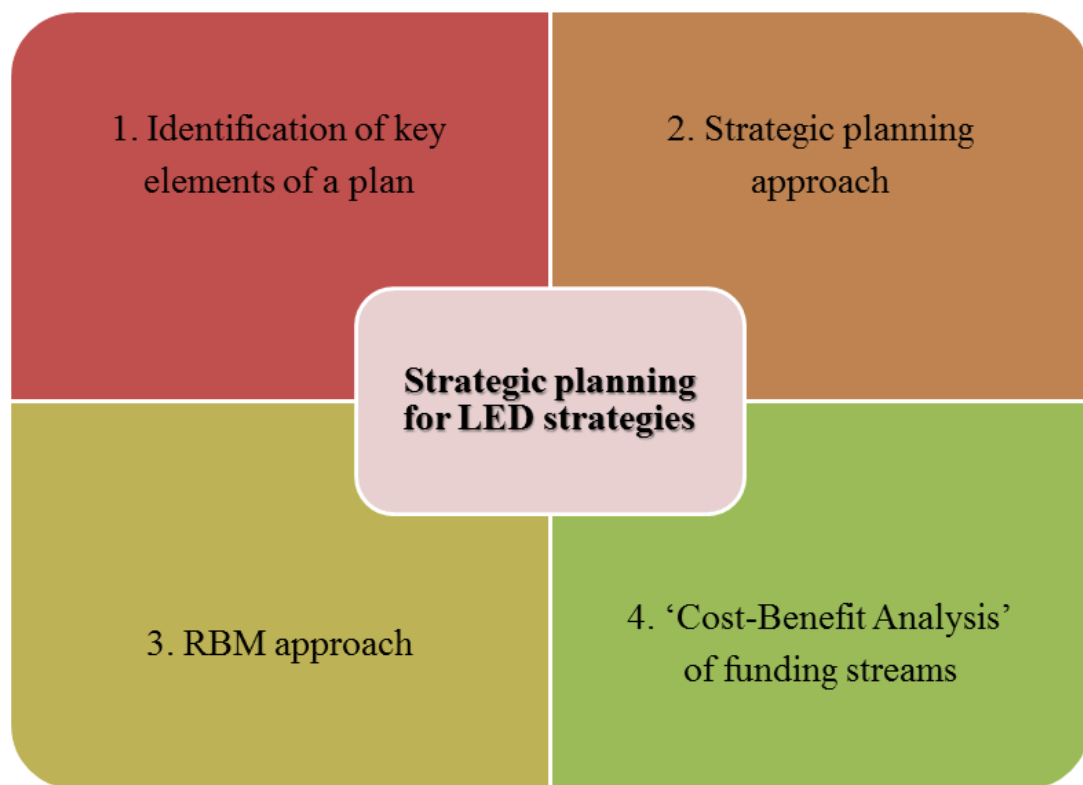 1. Identification of key
elements of a plan
2. Strategic planning
approach
Strategic planning
for LED strategies
3. RBM approach
4. ‘Cost-Benefit Analysis’
of funding streams